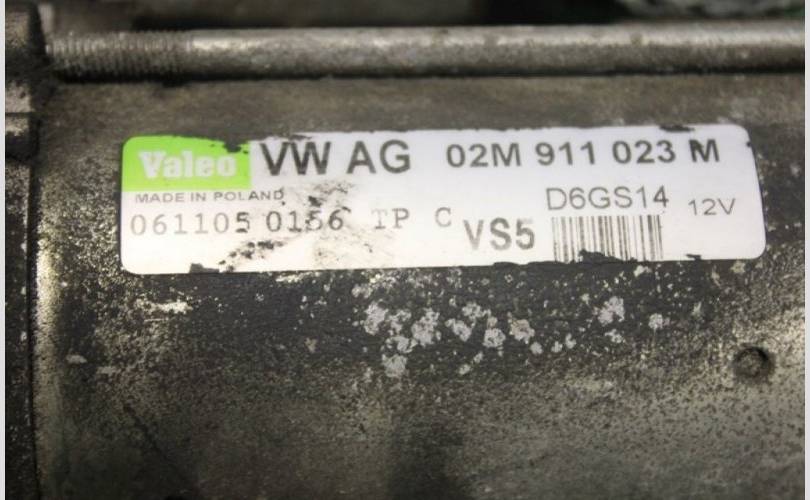 Valeo VW AG 02M 911 023 M
MADE IN POLAND
D6GS14 12V
061105 0156 TP C VS5